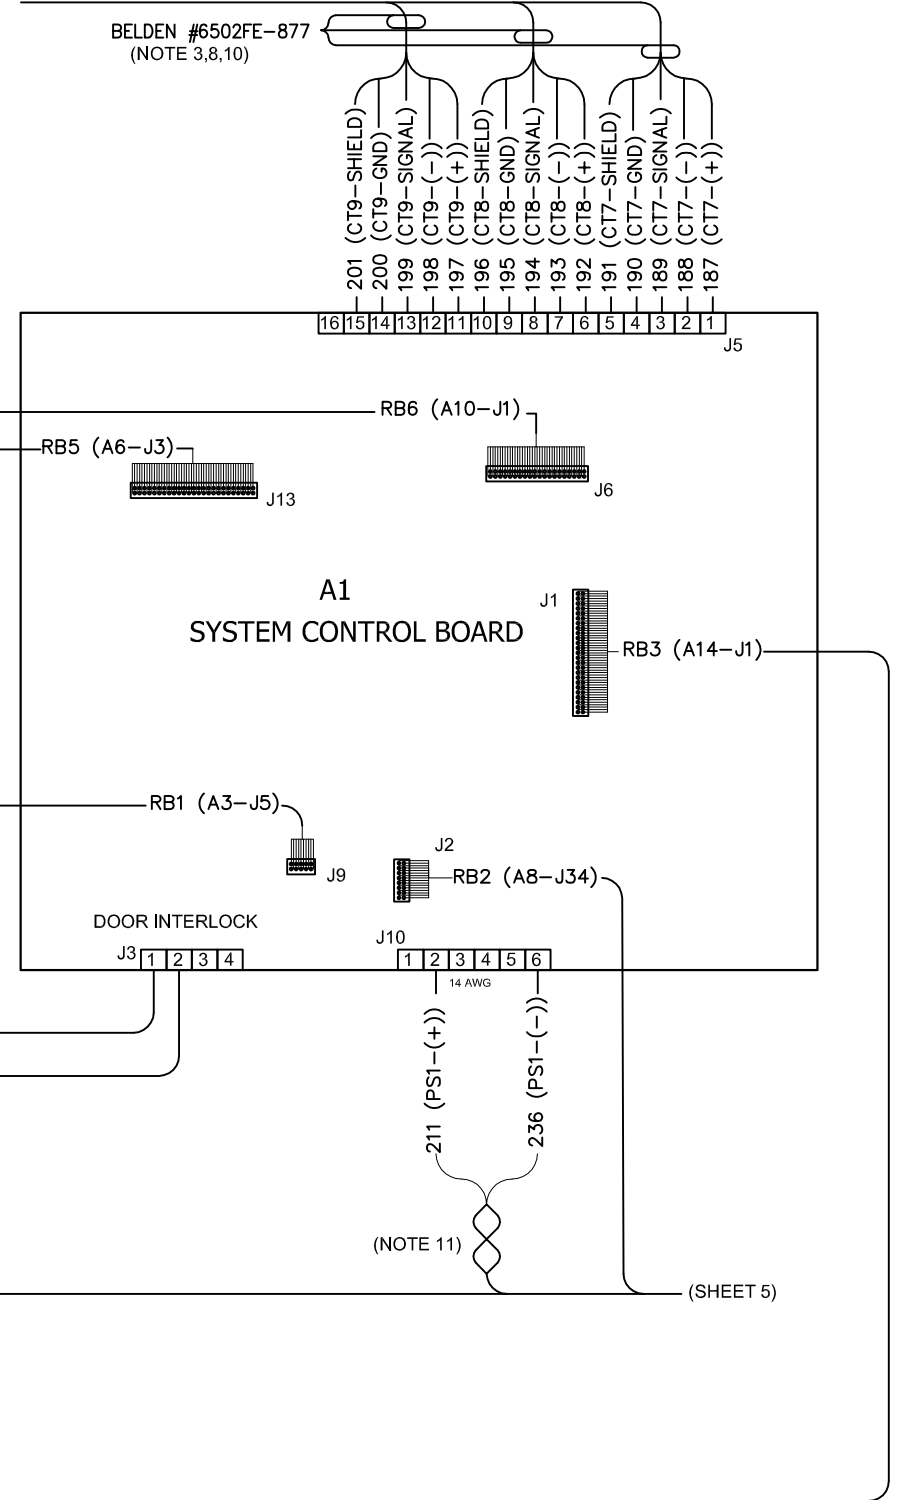 BELDEN #6502FE-877
(NOTE 3,8,10)
201 (CT9-SHIELD)
200 (CT9-GND)
199 (CT9-SIGNAL)
198 (CT9-(-))
197 (CT9-(+))
196 (CT8-SHIELD)
195 (CT8-GND)
194 (CT8-SIGNAL)
193 (CT8-(-))
192 (CT8-(+))
191 (CT7-SHIELD)
190 (CT7-GND)
189 (CT7-SIGNAL)
188 (CT7-(-))
187 (CT7-(+))
16 15 14 13 12 11 10 9 8 7 6 5 4 3 2 1
J5
RB6 (A10-J1)
RB5 (A6-J3)
J6
J13
A1
SYSTEM CONTROL BOARD
J1
RB3 (A14-J1)
RB1 (A3-J5)
J9
J2
RB2 (A8-J34)
DOOR INTERLOCK
J3 1 2 3 4
J10
1 2 3 4 5 6
14 AWG
211 (PS1-(+))
236 (PS1-(-))
(NOTE 11)
(SHEET 5)